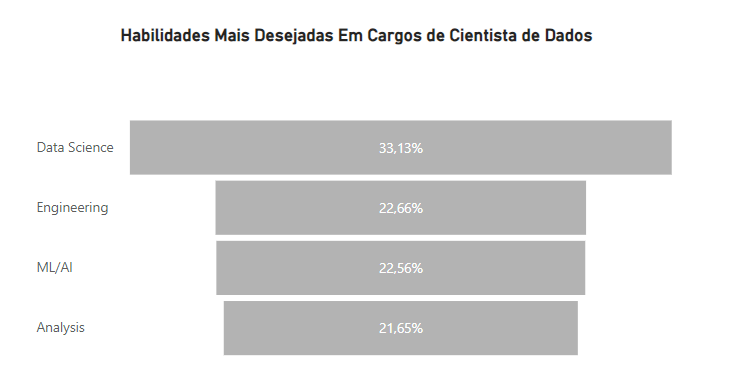 Habilidades Mais Desejadas Em Cargos de Cientista de Dados
Data Science 33,13%
Engineering 22,66%
ML/AI 22,56%
Analysis 21,65%